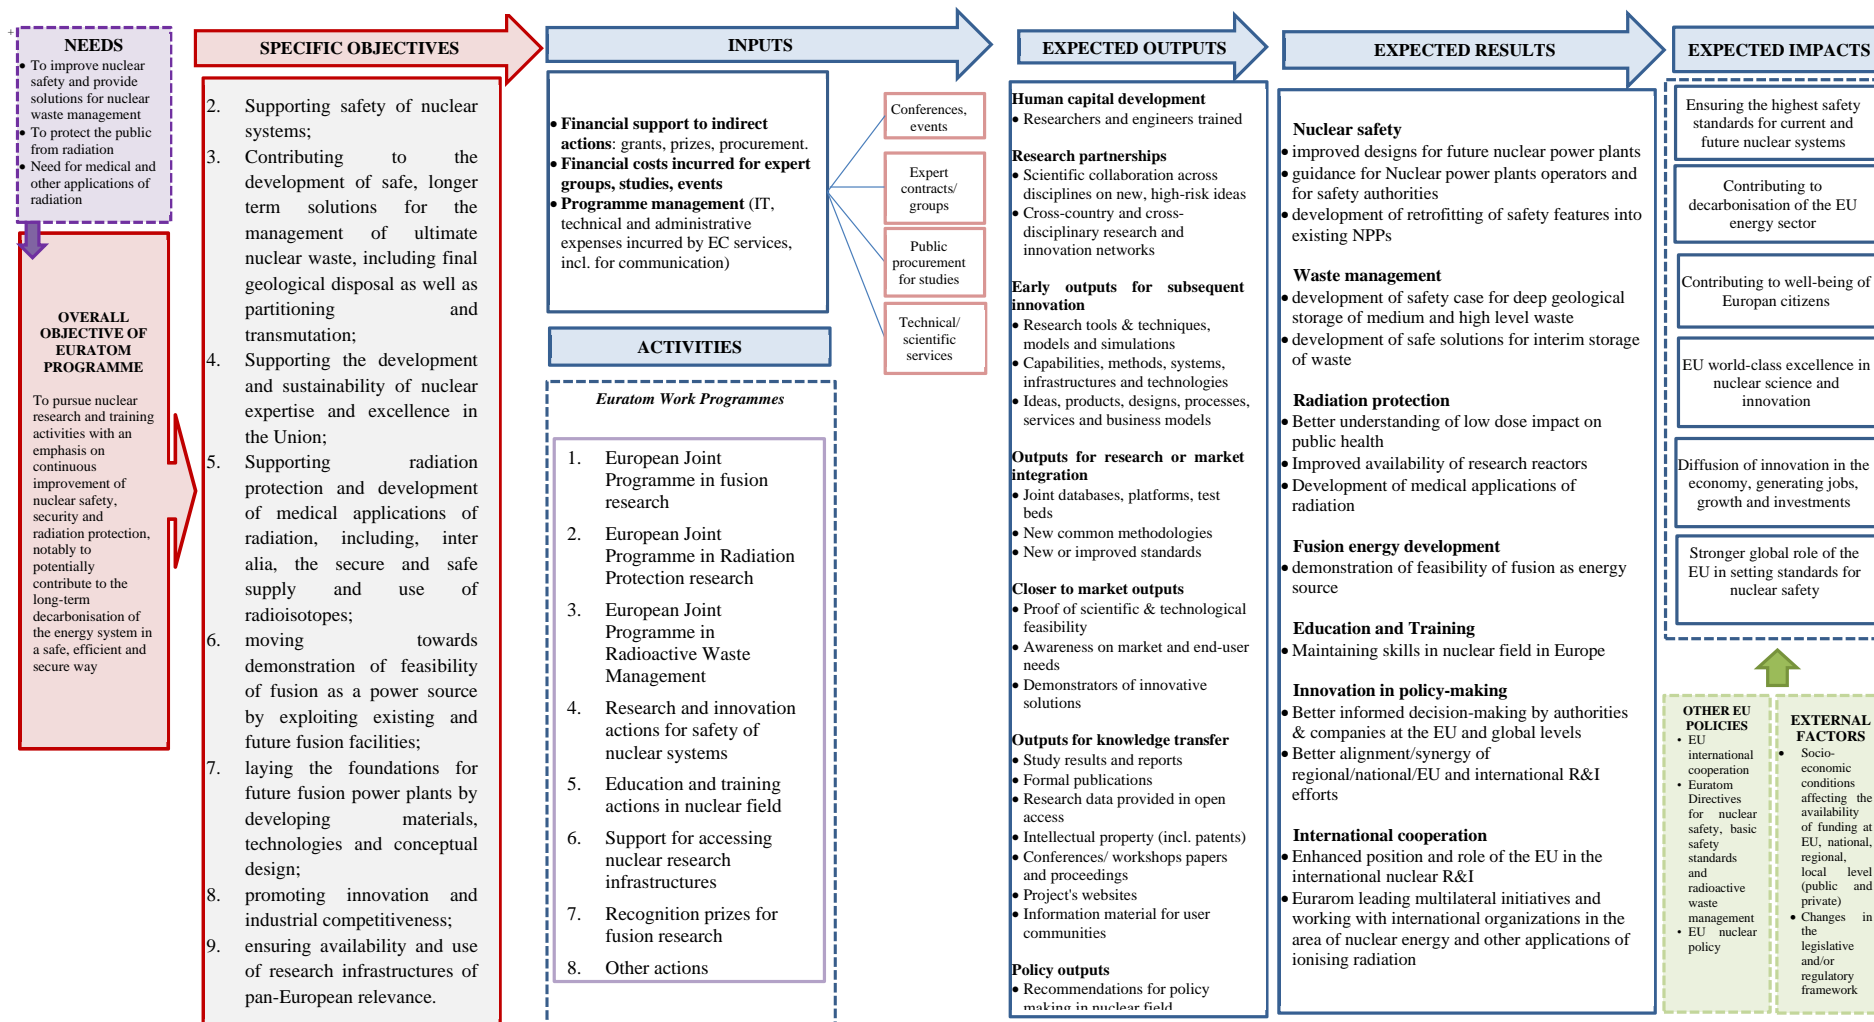 +
NEEDS
• To improve nuclear
safety and provide
solutions for nuclear
waste management
• To protect the public
from radiation
• Need for medical and
other applications of
radiation
OVERALL
OBJECTIVE OF
EURATOM
PROGRAMME
To pursue nuclear
research and training
activities with an
emphasis on
continuous
improvement of
nuclear safety,
security and
radiation protection,
notably to
potentially
contribute to the
long-term
decarbonisation of
the energy system in
a safe, efficient and
secure way
SPECIFIC OBJECTIVES
2. Supporting safety of nuclear
systems;
3. Contributing to the
development of safe, longer
term solutions for the
management of ultimate
nuclear waste, including final
geological disposal as well as
partitioning and
transmutation;
4. Supporting the development
and sustainability of nuclear
expertise and excellence in
the Union;
5. Supporting radiation
protection and development
of medical applications of
radiation, including, inter
alia, the secure and safe
supply and use of
radioisotopes;
6. moving towards
demonstration of feasibility
of fusion as a power source
by exploiting existing and
future fusion facilities;
7. laying the foundations for
future fusion power plants by
developing materials,
technologies and conceptual
design;
8. promoting innovation and
industrial competitiveness;
9. ensuring availability and use
of research infrastructures of
pan-European relevance.
INPUTS
• Financial support to indirect
actions: grants, prizes, procurement.
• Financial costs incurred for expert
groups, studies, events
• Programme management (IT,
technical and administrative
expenses incurred by EC services,
incl. for communication)
Conferences,
events
Expert
contracts/
groups
Public
procurement
for studies
Technical/
scientific
services
ACTIVITIES
Euratom Work Programmes
1. European Joint
Programme in fusion
research
2. European Joint
Programme in Radiation
Protection research
3. European Joint
Programme in
Radioactive Waste
Management
4. Research and innovation
actions for safety of
nuclear systems
5. Education and training
actions in nuclear field
6. Support for accessing
nuclear research
infrastructures
7. Recognition prizes for
fusion research
8. Other actions
EXPECTED OUTPUTS
Human capital development
• Researchers and engineers trained
Research partnerships
• Scientific collaboration across
disciplines on new, high-risk ideas
• Cross-country and cross-
disciplinary research and
innovation networks
Early outputs for subsequent
innovation
• Research tools & techniques,
models and simulations
• Capabilities, methods, systems,
infrastructures and technologies
• Ideas, products, designs, processes,
services and business models
Outputs for research or market
integration
• Joint databases, platforms, test
beds
• New common methodologies
• New or improved standards
Closer to market outputs
• Proof of scientific & technological
feasibility
• Awareness on market and end-user
needs
• Demonstrators of innovative
solutions
Outputs for knowledge transfer
• Study results and reports
• Formal publications
• Research data provided in open
access
• Intellectual property (incl. patents)
• Conferences/ workshops papers
and proceedings
• Project's websites
• Information material for user
communities
Policy outputs
• Recommendations for policy
making in nuclear field
EXPECTED RESULTS
Nuclear safety
• improved designs for future nuclear power plants
• guidance for Nuclear power plants operators and
for safety authorities
• development of retrofitting of safety features into
existing NPPs
Waste management
• development of safety case for deep geological
storage of medium and high level waste
• development of safe solutions for interim storage
of waste
Radiation protection
• Better understanding of low dose impact on
public health
• Improved availability of research reactors
• Development of medical applications of
radiation
Fusion energy development
• demonstration of feasibility of fusion as energy
source
Education and Training
• Maintaining skills in nuclear field in Europe
Innovation in policy-making
• Better informed decision-making by authorities
& companies at the EU and global levels
• Better alignment/synergy of
regional/national/EU and international R&I
efforts
International cooperation
• Enhanced position and role of the EU in the
international nuclear R&I
• Eurarom leading multilateral initiatives and
working with international organizations in the
area of nuclear energy and other applications of
ionising radiation
EXPECTED IMPACTS
Ensuring the highest safety
standards for current and
future nuclear systems
Contributing to
decarbonisation of the EU
energy sector
Contributing to well-being of
Europan citizens
EU world-class excellence in
nuclear science and
innovation
Diffusion of innovation in the
economy, generating jobs,
growth and investments
Stronger global role of the
EU in setting standards for
nuclear safety
OTHER EU
POLICIES
• EU
international
cooperation
• Euratom
Directives
for nuclear
safety, basic
safety
standards
and
radioactive
waste
management
• EU nuclear
policy
EXTERNAL
FACTORS
• Socio-
economic
conditions
affecting the
availability
of funding at
EU, national,
regional,
local level
(public and
private)
• Changes in
the
legislative
and/or
regulatory
framework